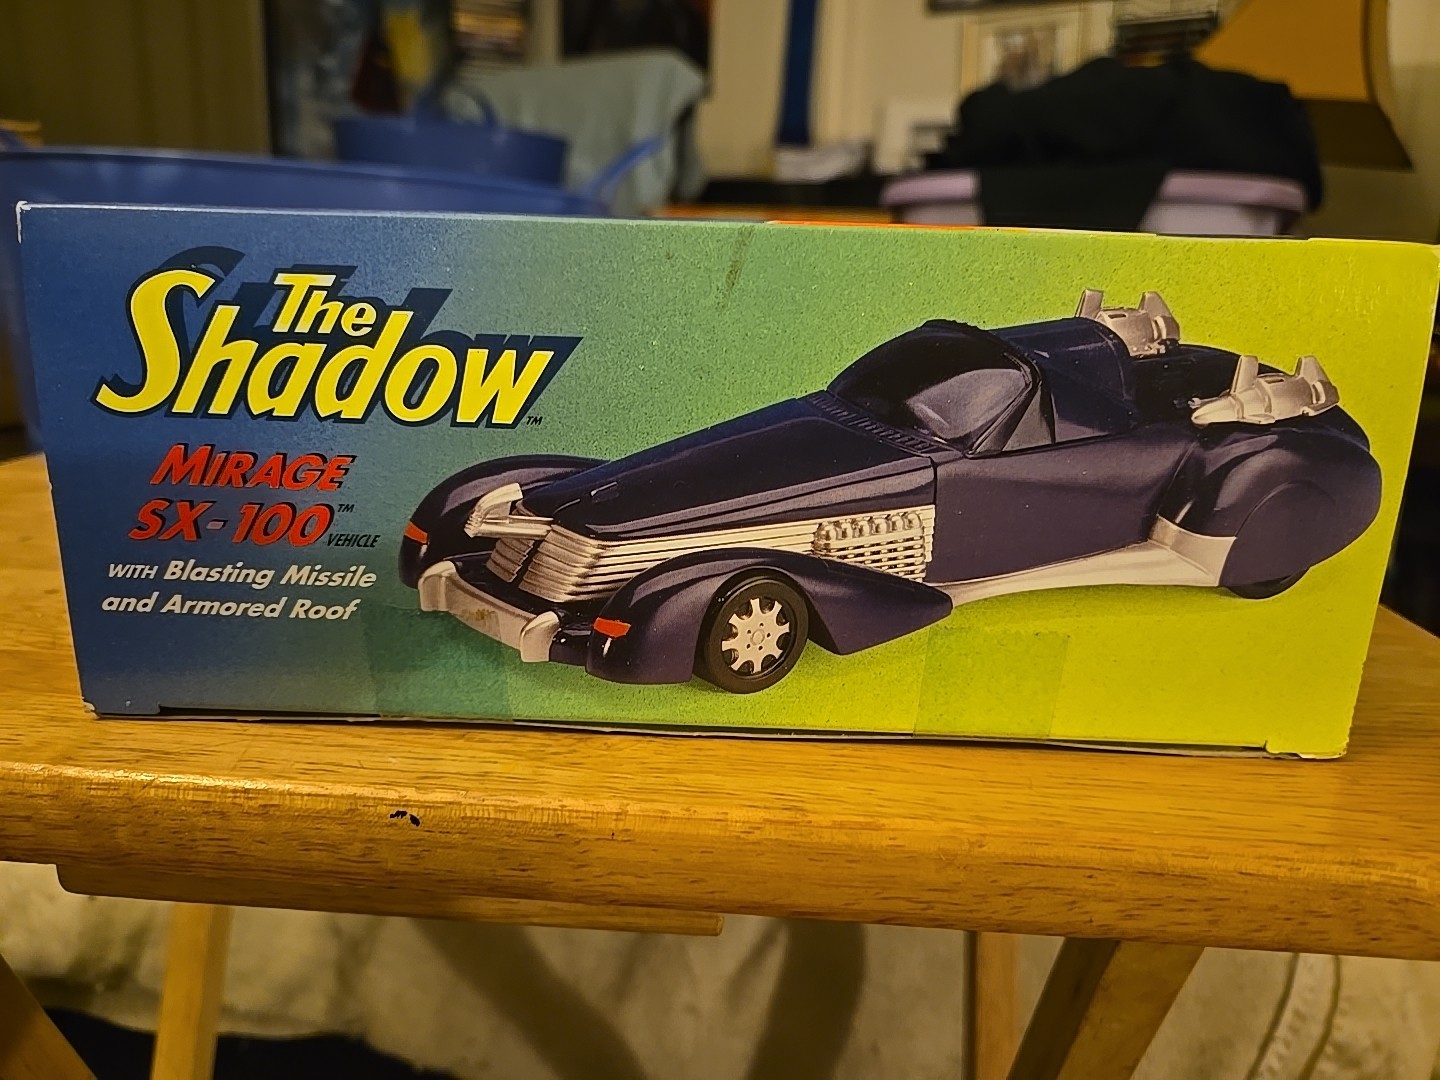 The
Shadow™
MIRAGE
SX-100™ VEHICLE
WITH Blasting Missile
and Armored Roof